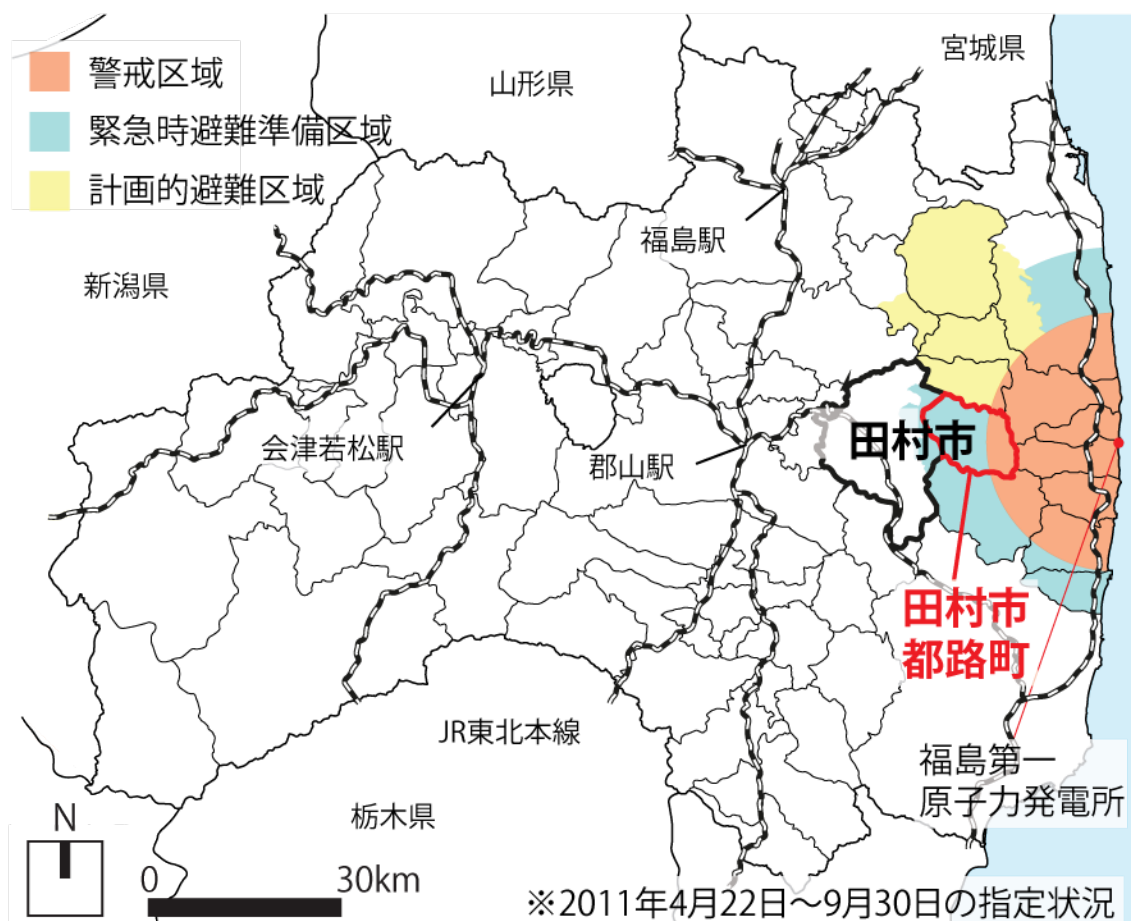 警戒区域
緊急時避難準備区域
計画的避難区域
山形県
宮城県
新潟県
福島駅
会津若松駅
郡山駅
田村市
田村市
都路町
JR東北本線
福島第一
原子力発電所
栃木県
N
0 30km
※2011年4月22日～9月30日の指定状況